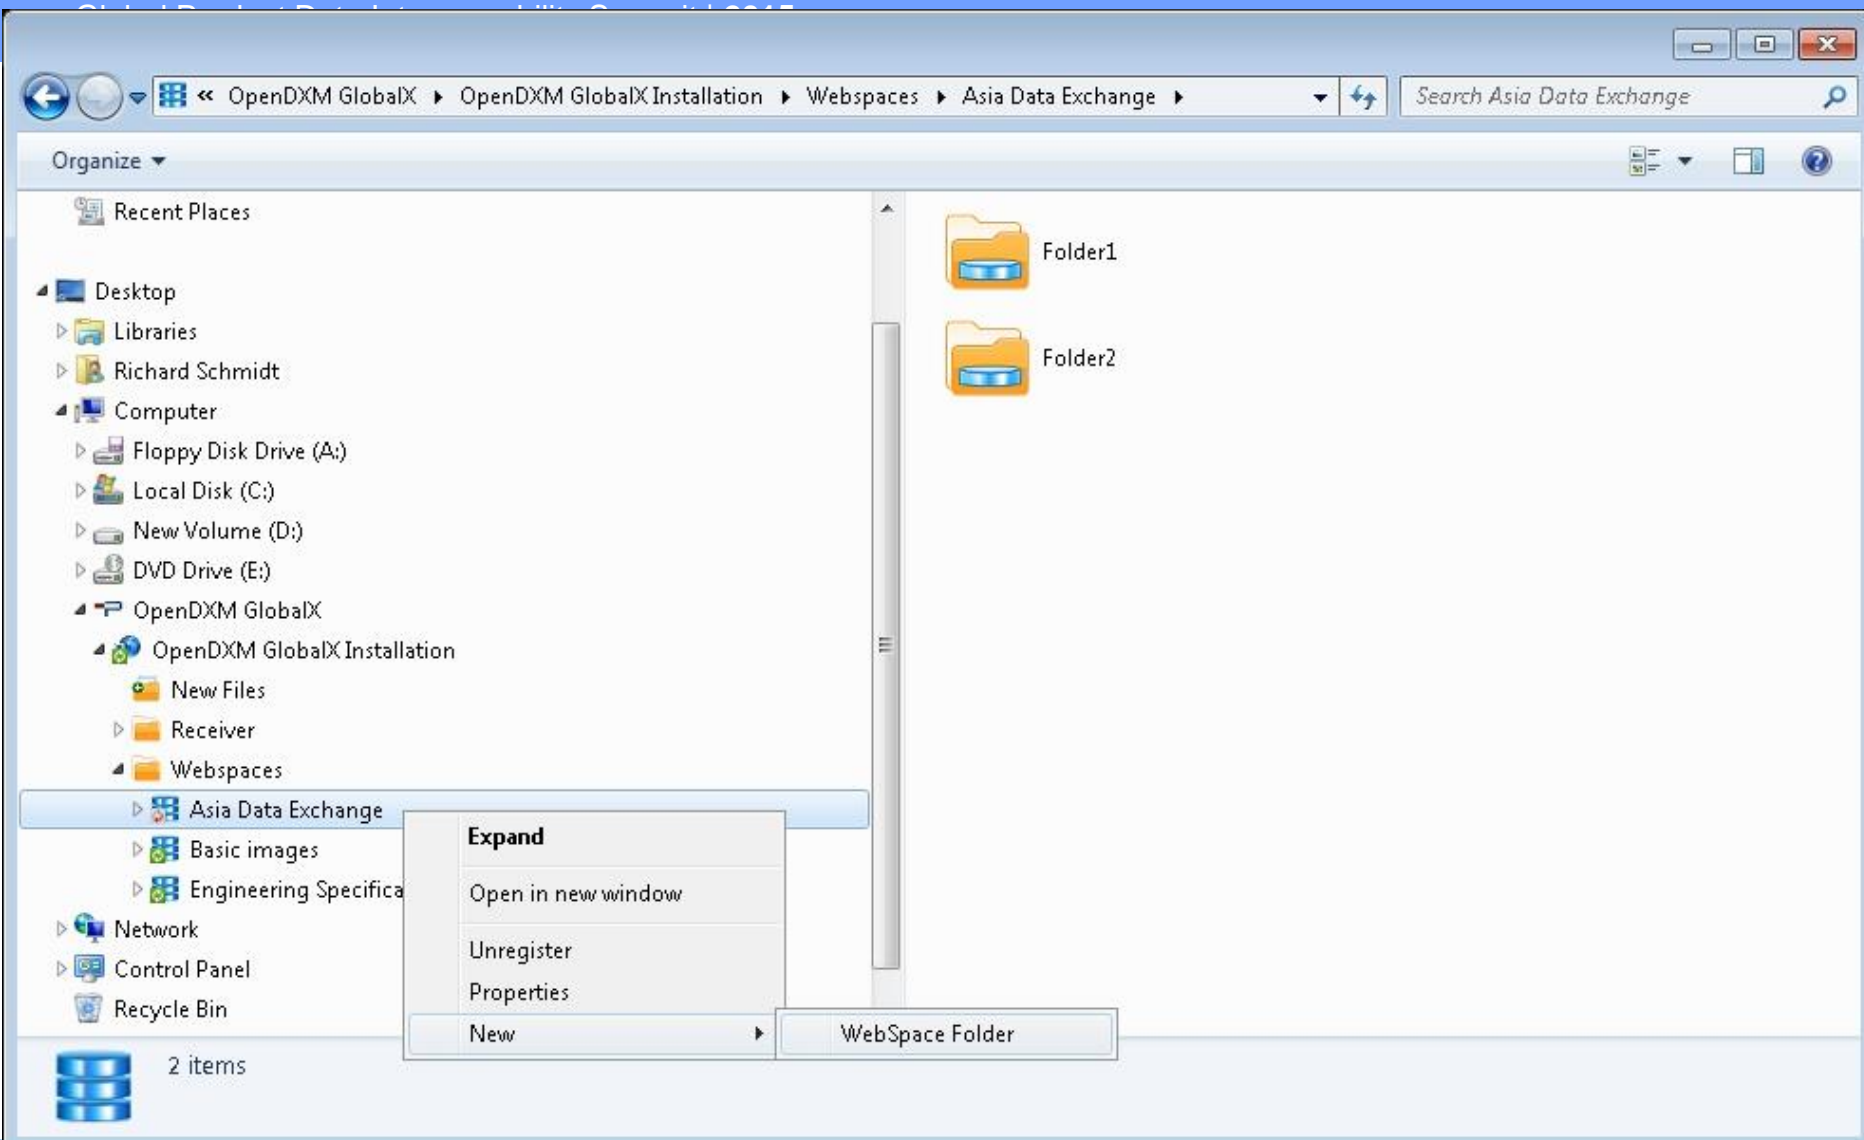 « OpenDXM GlobalX ▸ OpenDXM GlobalX Installation ▸ Webspaces ▸ Asia Data Exchange ▸
Search Asia Data Exchange
Organize
Recent Places
Desktop
Libraries
Richard Schmidt
Computer
Floppy Disk Drive (A:)
Local Disk (C:)
New Volume (D:)
DVD Drive (E:)
OpenDXM GlobalX
OpenDXM GlobalX Installation
New Files
Receiver
Webspaces
Asia Data Exchange
Basic images
Engineering Specifica
Network
Control Panel
Recycle Bin
Folder1
Folder2
Expand
Open in new window
Unregister
Properties
New
WebSpace Folder
2 items